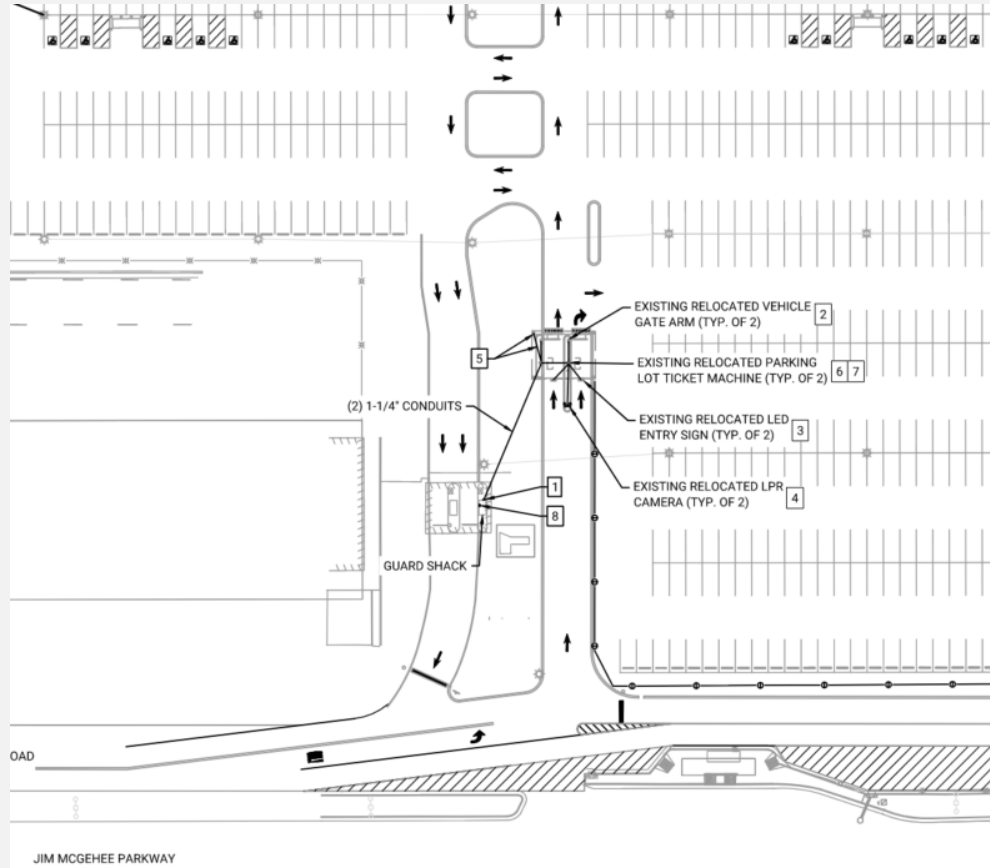 EXISTING RELOCATED VEHICLE
GATE ARM (TYP. OF 2)
2
5
EXISTING RELOCATED PARKING
LOT TICKET MACHINE (TYP. OF 2)
6 7
(2) 1-1/4" CONDUITS
EXISTING RELOCATED LED
ENTRY SIGN (TYP. OF 2)
3
EXISTING RELOCATED LPR
CAMERA (TYP. OF 2)
4
1
8
GUARD SHACK
OAD
JIM MCGEHEE PARKWAY